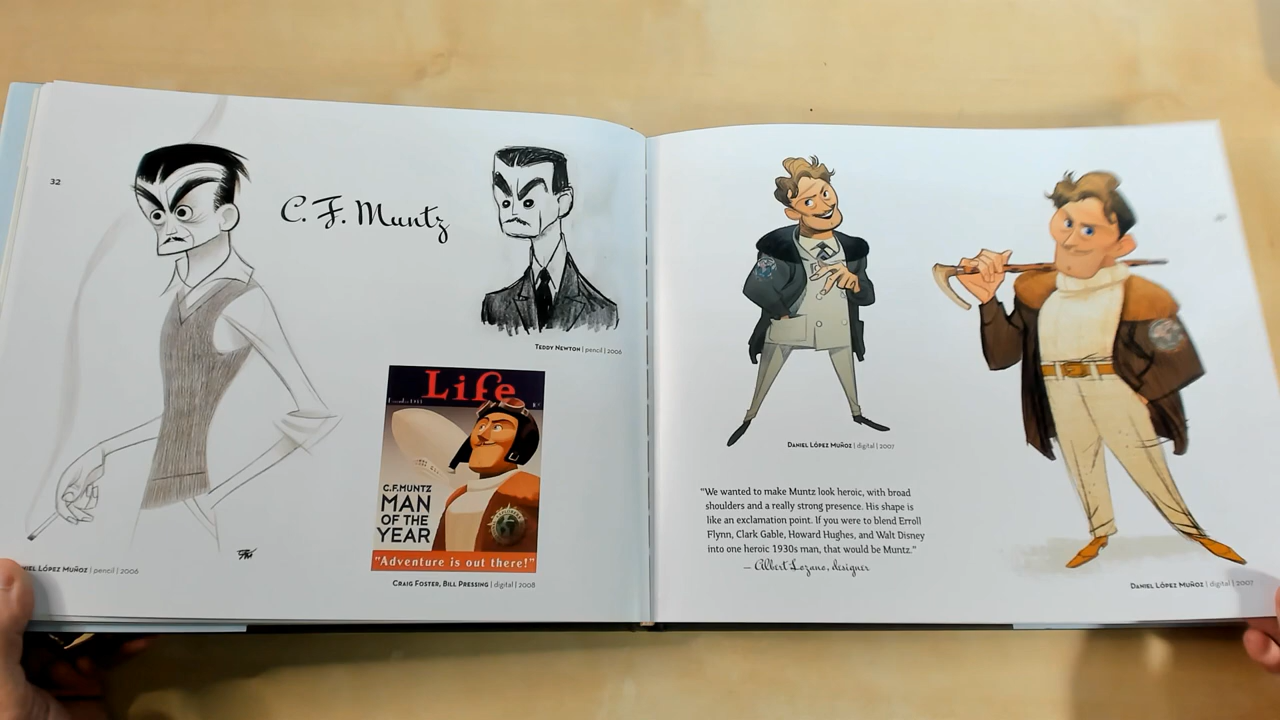 32
C. F. Muntz
TEDDY NEWTON | pencil | 2006
Life
C.F. MUNTZ
MAN
OF THE
YEAR
"Adventure is out there!"
CRAIG FOSTER, BILL PRESSING | digital | 2008
LÓPEZ MUÑOZ | pencil | 2006
DANIEL LÓPEZ MUÑOZ | digital | 2007
"We wanted to make Muntz look heroic, with broad
shoulders and a really strong presence. His shape is
like an exclamation point. If you were to blend Erroll
Flynn, Clark Gable, Howard Hughes, and Walt Disney
into one heroic 1930s man, that would be Muntz."
— Albert Lozano, designer
DANIEL LÓPEZ MUÑOZ | digital | 2007